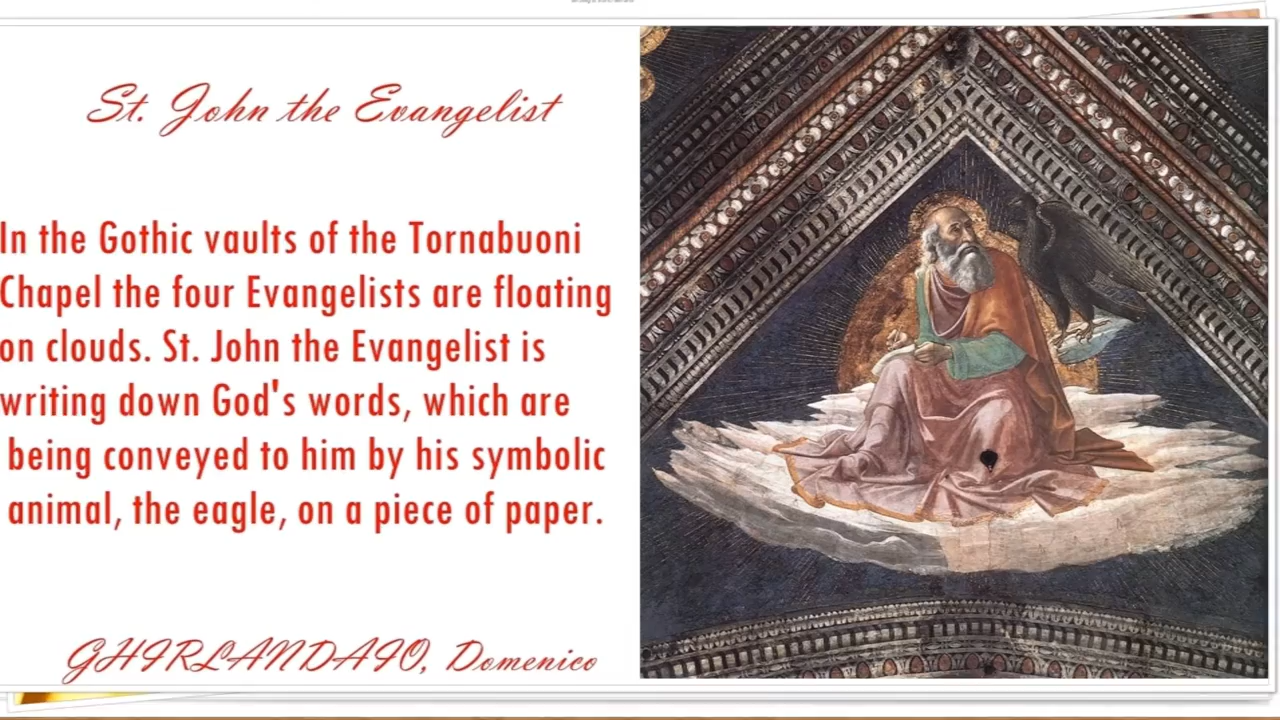 St. John the Evangelist
In the Gothic vaults of the Tornabuoni
Chapel the four Evangelists are floating
on clouds. St. John the Evangelist is
writing down God's words, which are
being conveyed to him by his symbolic
animal, the eagle, on a piece of paper.
GHIRLANDAIO, Domenico